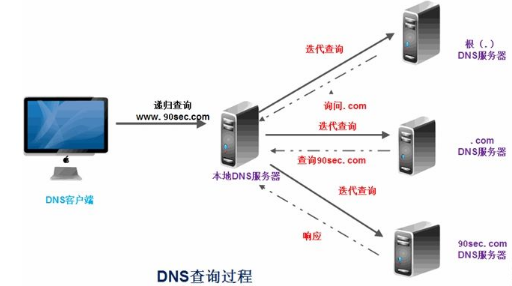 迭代查询
根（.）
DNS服务器
递归查询
www.90sec.com
询问.com
迭代查询
.com
DNS服务器
查询90sec.com
本地DNS服务器
DNS客户端
迭代查询
响应
90sec.com
DNS服务器
DNS查询过程